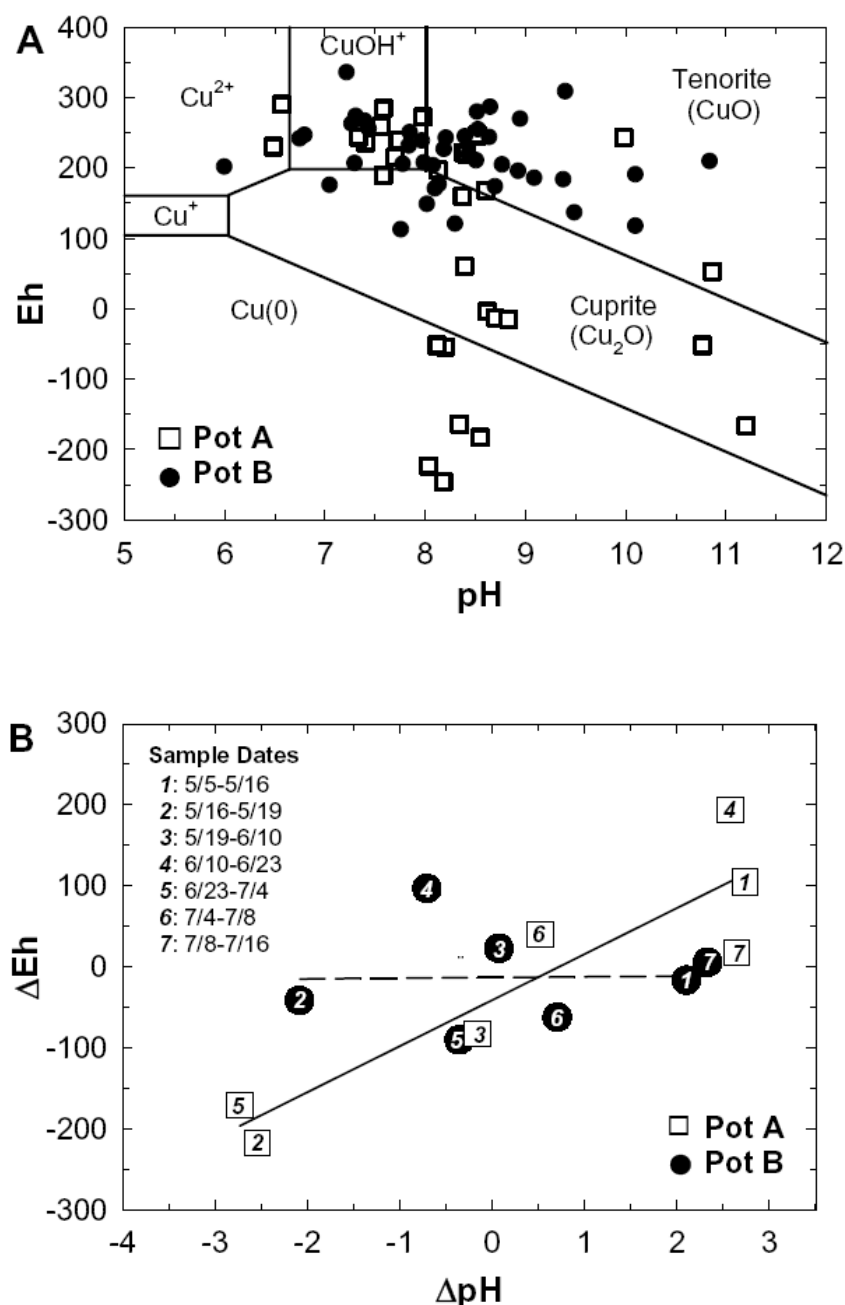 A
400
300
200
100
0
-100
-200
-300
Eh
Cu2+
CuOH+
Tenorite
(CuO)
Cu+
Cu(0)
Cuprite
(Cu2O)
Pot A
Pot B
5 6 7 8 9 10 11 12
pH
B
300
200
100
0
-100
-200
-300
ΔEh
Sample Dates
1: 5/5-5/16
2: 5/16-5/19
3: 5/19-6/10
4: 6/10-6/23
5: 6/23-7/4
6: 7/4-7/8
7: 7/8-7/16
4
4
1
6
3
7
7
1
2
6
5
3
5
2
Pot A
Pot B
-4 -3 -2 -1 0 1 2 3
ΔpH